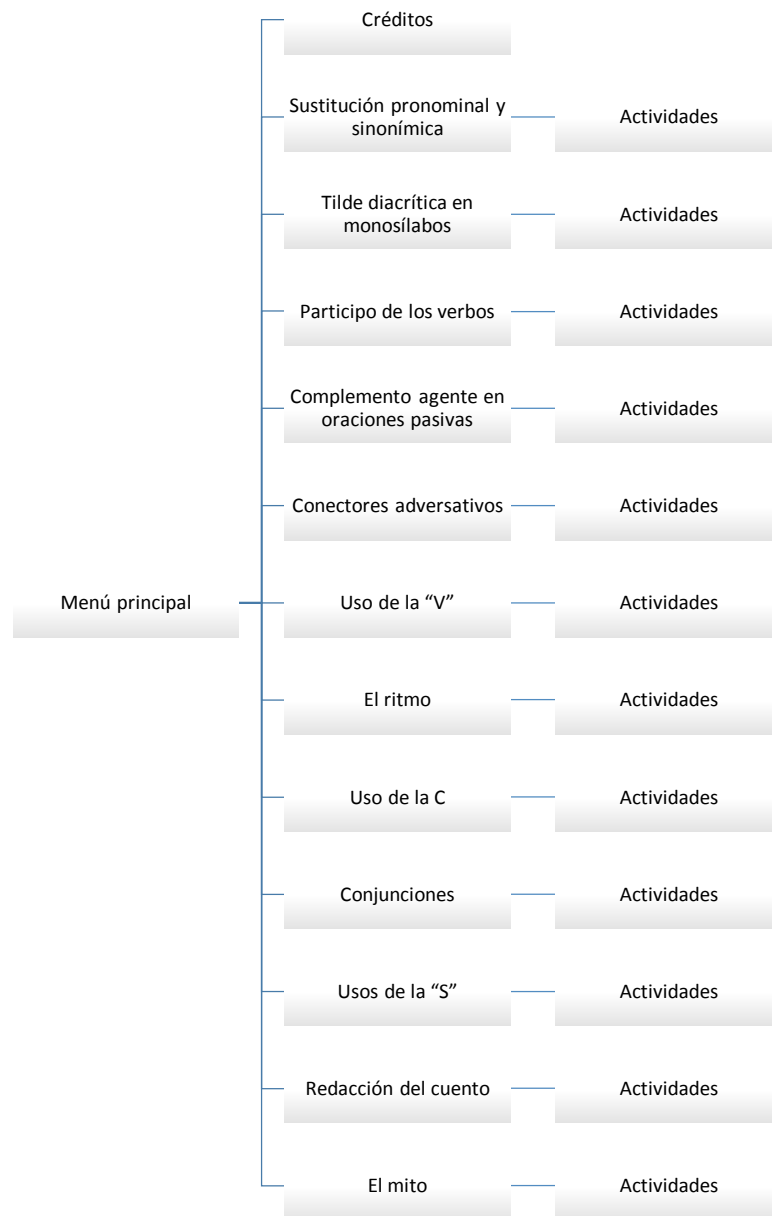 Créditos
Sustitución pronominal y
sinonímica
Actividades
Tilde diacrítica en
monosílabos
Actividades
Participo de los verbos
Actividades
Complemento agente en
oraciones pasivas
Actividades
Conectores adversativos
Actividades
Menú principal
Uso de la “V”
Actividades
El ritmo
Actividades
Uso de la C
Actividades
Conjunciones
Actividades
Usos de la “S”
Actividades
Redacción del cuento
Actividades
El mito
Actividades